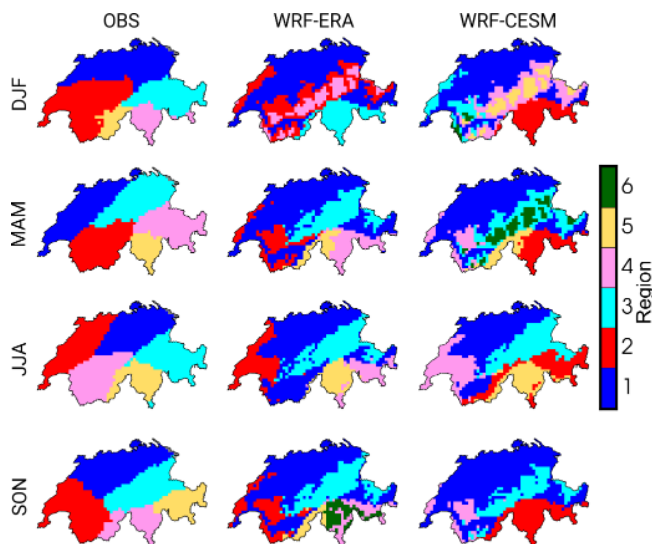 OBS WRF-ERA WRF-CESM
DJF
MAM
JJA
SON
6
5
4
3
2
1
Region